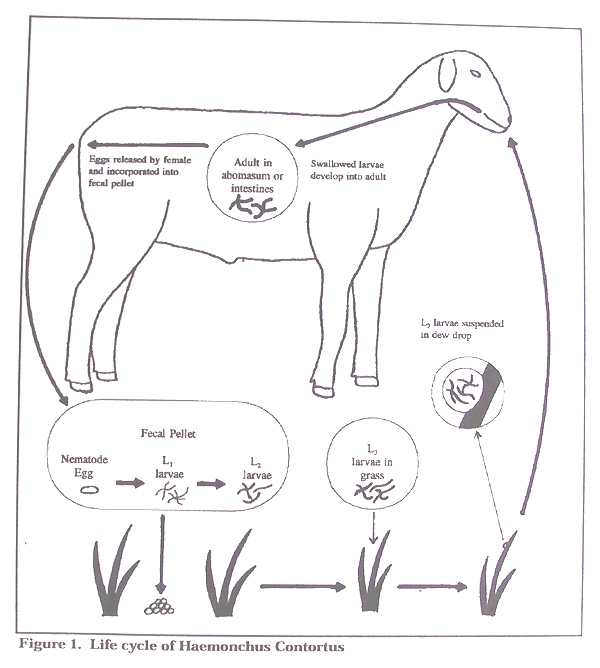 Eggs released by female
and incorporated into
fecal pellet
Adult in
abomasum or
intestines
Swallowed larvae
develop into adult
L₃ larvae suspended
in dew drop
Fecal Pellet
Nematode
Egg
L₁
larvae
L₂
larvae
L₃
larvae in
grass
Figure 1. Life cycle of Haemonchus Contortus